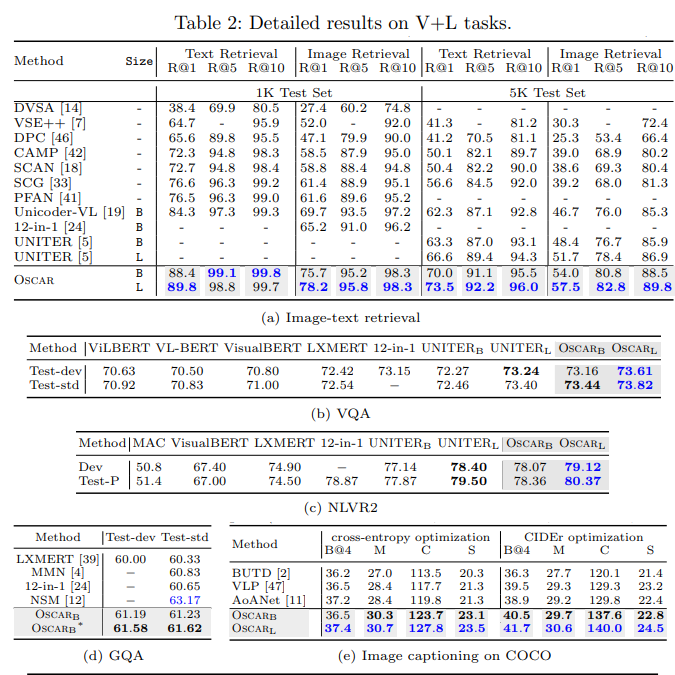 Table 2: Detailed results on V+L tasks.
Text Retrieval Image Retrieval Text Retrieval Image Retrieval
Method Size R@1 R@5 R@10 R@1 R@5 R@10 R@1 R@5 R@10 R@1 R@5 R@10
1K Test Set 5K Test Set
DVSA [14] - 38.4 69.9 80.5 27.4 60.2 74.8 - - - - - -
VSE++ [7] - 64.7 - 95.9 52.0 - 92.0 41.3 - 81.2 30.3 - 72.4
DPC [46] - 65.6 89.8 95.5 47.1 79.9 90.0 41.2 70.5 81.1 25.3 53.4 66.4
CAMP [42] - 72.3 94.8 98.3 58.5 87.9 95.0 50.1 82.1 89.7 39.0 68.9 80.2
SCAN [18] - 72.7 94.8 98.4 58.8 88.4 94.8 50.4 82.2 90.0 38.6 69.3 80.4
SCG [33] - 76.6 96.3 99.2 61.4 88.9 95.1 56.6 84.5 92.0 39.2 68.0 81.3
PFAN [41] - 76.5 96.3 99.0 61.6 89.6 95.2 - - - - - -
Unicoder-VL [19] B 84.3 97.3 99.3 69.7 93.5 97.2 62.3 87.1 92.8 46.7 76.0 85.3
12-in-1 [24] B - - - 65.2 91.0 96.2 - - - - - -
UNITER [5] B - - - - - - 63.3 87.0 93.1 48.4 76.7 85.9
UNITER [5] L - - - - - - 66.6 89.4 94.3 51.7 78.4 86.9
OSCAR B 88.4 99.1 99.8 75.7 95.2 98.3 70.0 91.1 95.5 54.0 80.8 88.5
L 89.8 98.8 99.7 78.2 95.8 98.3 73.5 92.2 96.0 57.5 82.8 89.8
(a) Image-text retrieval
Method ViLBERT VL-BERT VisualBERT LXMERT 12-in-1 UNITER_B UNITER_L OSCAR_B OSCAR_L
Test-dev 70.63 70.50 70.80 72.42 73.15 72.27 73.24 73.16 73.61
Test-std 70.92 70.83 71.00 72.54 – 72.46 73.40 73.44 73.82
(b) VQA
Method MAC VisualBERT LXMERT 12-in-1 UNITER_B UNITER_L OSCAR_B OSCAR_L
Dev 50.8 67.40 74.90 – 77.14 78.40 78.07 79.12
Test-P 51.4 67.00 74.50 78.87 77.87 79.50 78.36 80.37
(c) NLVR2
Method Test-dev Test-std
LXMERT [39] 60.00 60.33
MMN [4] – 60.83
12-in-1 [24] – 60.65
NSM [12] – 63.17
OSCAR_B 61.19 61.23
OSCAR_B* 61.58 61.62
(d) GQA
cross-entropy optimization CIDEr optimization
Method B@4 M C S B@4 M C S
BUTD [2] 36.2 27.0 113.5 20.3 36.3 27.7 120.1 21.4
VLP [47] 36.5 28.4 117.7 21.3 39.5 29.3 129.3 23.2
AoANet [11] 37.2 28.4 119.8 21.3 38.9 29.2 129.8 22.4
OSCAR_B 36.5 30.3 123.7 23.1 40.5 29.7 137.6 22.8
OSCAR_L 37.4 30.7 127.8 23.5 41.7 30.6 140.0 24.5
(e) Image captioning on COCO